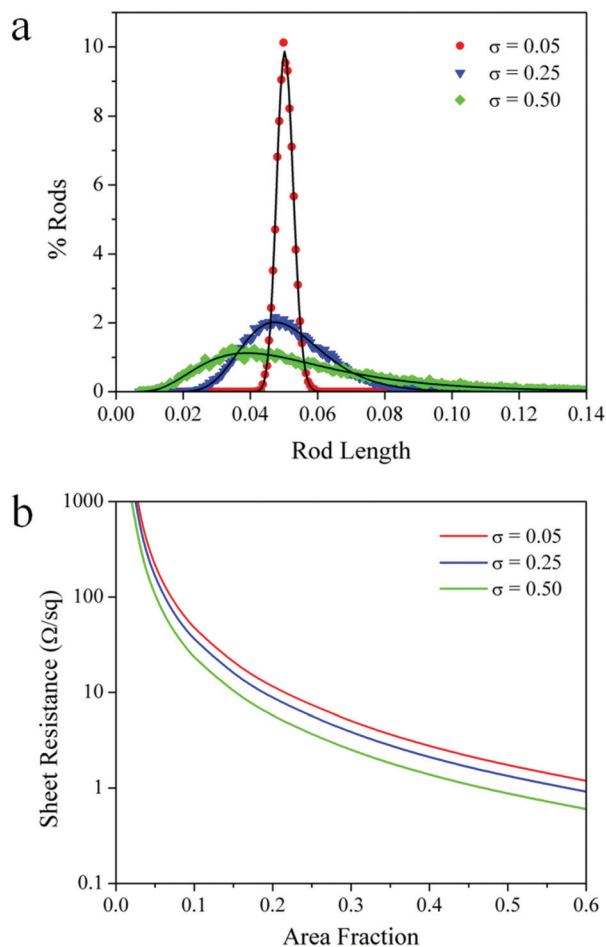 a
10
8
6
4
2
0
% Rods
σ = 0.05
σ = 0.25
σ = 0.50
0.00 0.02 0.04 0.06 0.08 0.10 0.12 0.14
Rod Length
b
1000
100
10
1
0.1
Sheet Resistance (Ω/sq)
σ = 0.05
σ = 0.25
σ = 0.50
0.0 0.1 0.2 0.3 0.4 0.5 0.6
Area Fraction